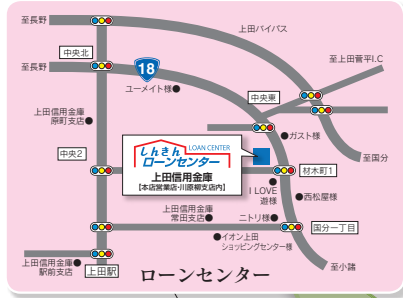 至長野
上田バイパス
中央北
至長野
18
至上田菅平I.C
ユーメイト様●
中央東
上田信用金庫
原町支店●
●ガスト様
しんきん LOAN CENTER
ローンセンター
上田信用金庫
【本店営業店・川原柳支店内】
至国分
中央2
材木町1
●
I LOVE
遊様
●西松屋様
上田信用金庫
常田支店●
ニトリ様●
国分一丁目
●イオン上田
ショッピングセンター様
上田信用金庫●
駅前支店
上田駅
ローンセンター
至小諸